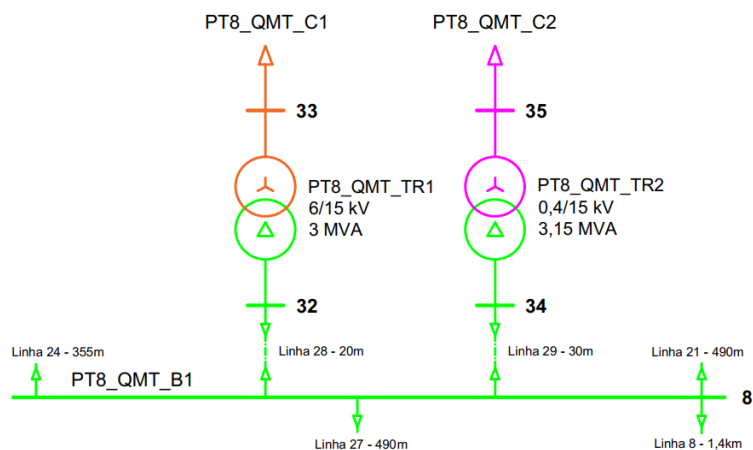 PT8_QMT_C1
PT8_QMT_C2
33
35
PT8_QMT_TR1
6/15 kV
3 MVA
PT8_QMT_TR2
0,4/15 kV
3,15 MVA
32
34
Linha 24 - 355m
Linha 28 - 20m
Linha 29 - 30m
Linha 21 - 490m
PT8_QMT_B1
8
Linha 27 - 490m
Linha 8 - 1,4km